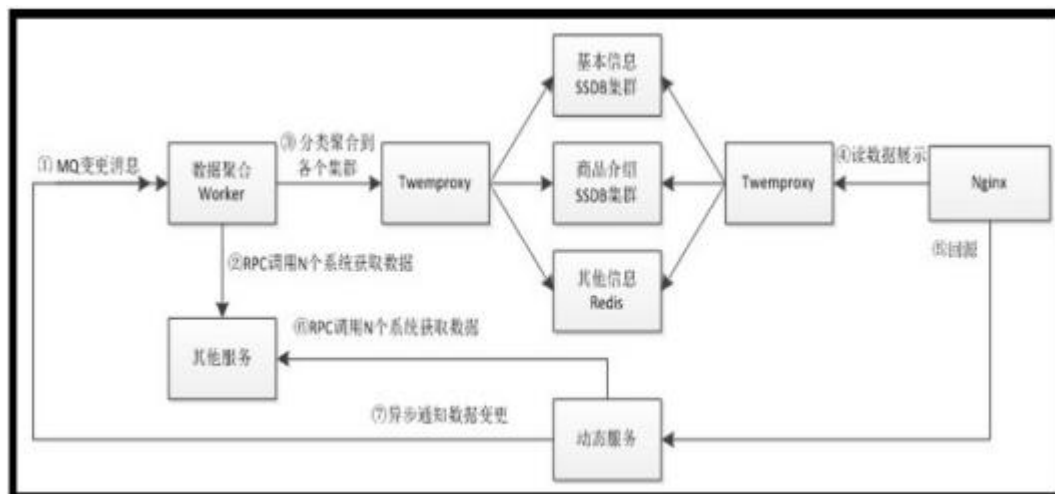 基本信息
SSDB集群
①MQ变更消息
数据聚合
Worker
③分类聚合到
各个集群
Twemproxy
商品介绍
SSDB集群
Twemproxy
④读数据展示
Nginx
②RPC调用N个系统获取数据
⑤回源
其他信息
Redis
⑥RPC调用N个系统获取数据
其他服务
⑦异步通知数据变更
动态服务